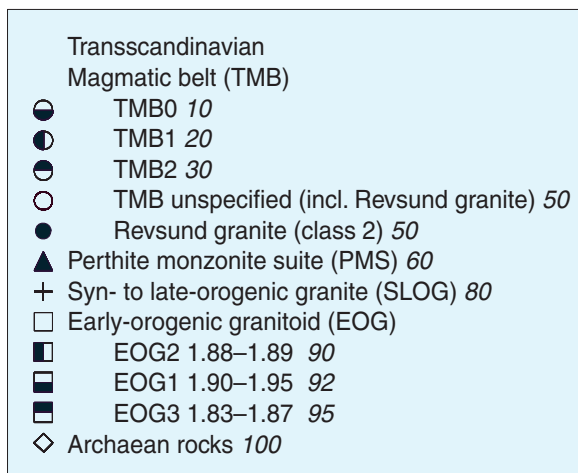 Transscandinavian
Magmatic belt (TMB)
TMB0 10
TMB1 20
TMB2 30
TMB unspecified (incl. Revsund granite) 50
Revsund granite (class 2) 50
Perthite monzonite suite (PMS) 60
Syn- to late-orogenic granite (SLOG) 80
Early-orogenic granitoid (EOG)
EOG2 1.88–1.89 90
EOG1 1.90–1.95 92
EOG3 1.83–1.87 95
Archaean rocks 100